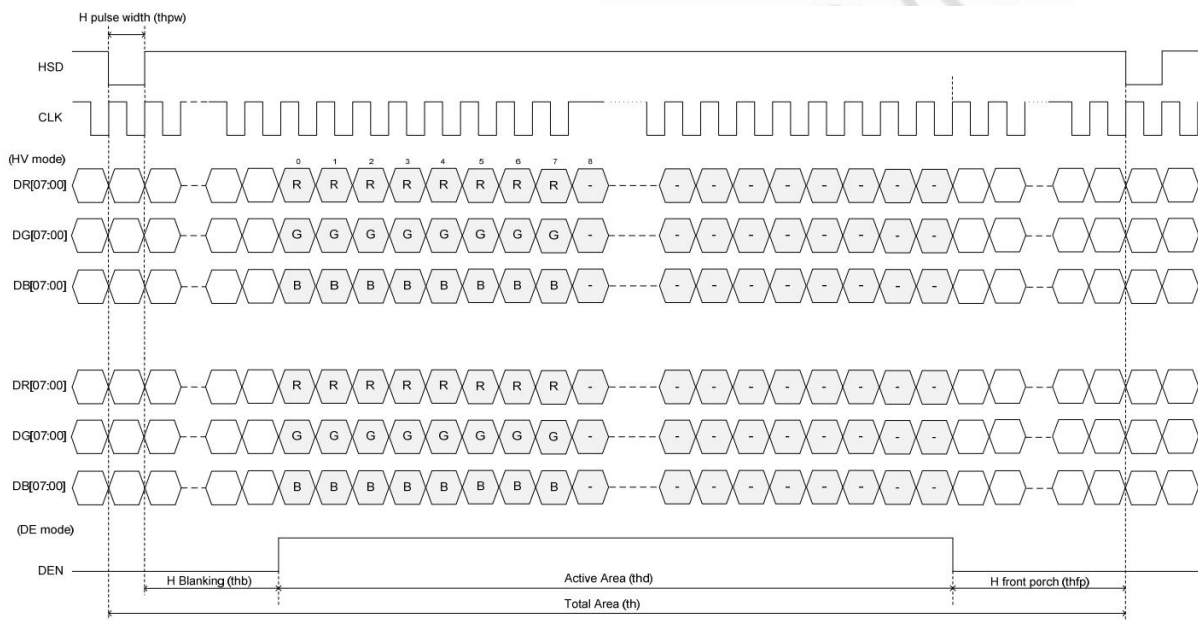 H pulse width (thpw)
HSD
CLK
(HV mode)
0 1 2 3 4 5 6 7 8
DR[07:00] R R R R R R R R - - - - - - - - -
DG[07:00] G G G G G G G G - - - - - - - - -
DB[07:00] B B B B B B B B - - - - - - - - -
DR[07:00] R R R R R R R R - - - - - - - - -
DG[07:00] G G G G G G G G - - - - - - - - -
DB[07:00] B B B B B B B B - - - - - - - - -
(DE mode)
DEN
H Blanking (thb) Active Area (thd) H front porch (thfp)
Total Area (th)